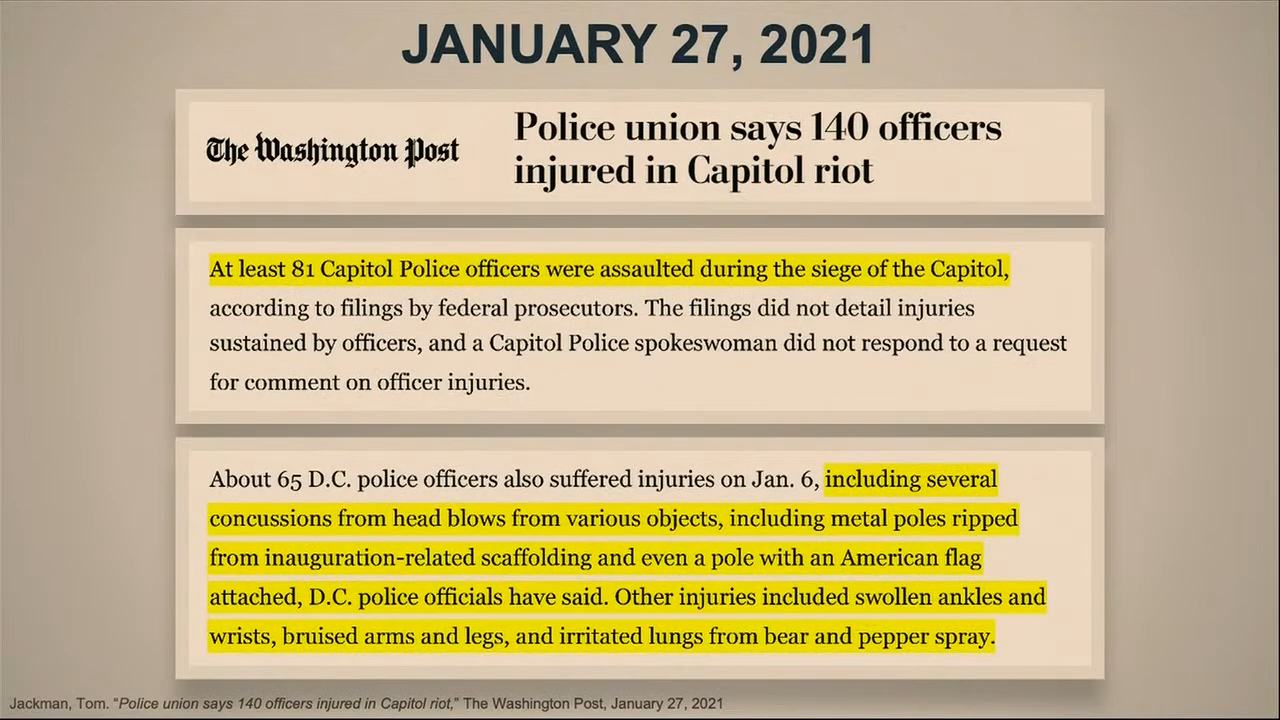 JANUARY 27, 2021
The Washington Post
Police union says 140 officers
injured in Capitol riot
At least 81 Capitol Police officers were assaulted during the siege of the Capitol,
according to filings by federal prosecutors. The filings did not detail injuries
sustained by officers, and a Capitol Police spokeswoman did not respond to a request
for comment on officer injuries.
About 65 D.C. police officers also suffered injuries on Jan. 6, including several
concussions from head blows from various objects, including metal poles ripped
from inauguration-related scaffolding and even a pole with an American flag
attached, D.C. police officials have said. Other injuries included swollen ankles and
wrists, bruised arms and legs, and irritated lungs from bear and pepper spray.
Jackman, Tom. “Police union says 140 officers injured in Capitol riot,” The Washington Post, January 27, 2021